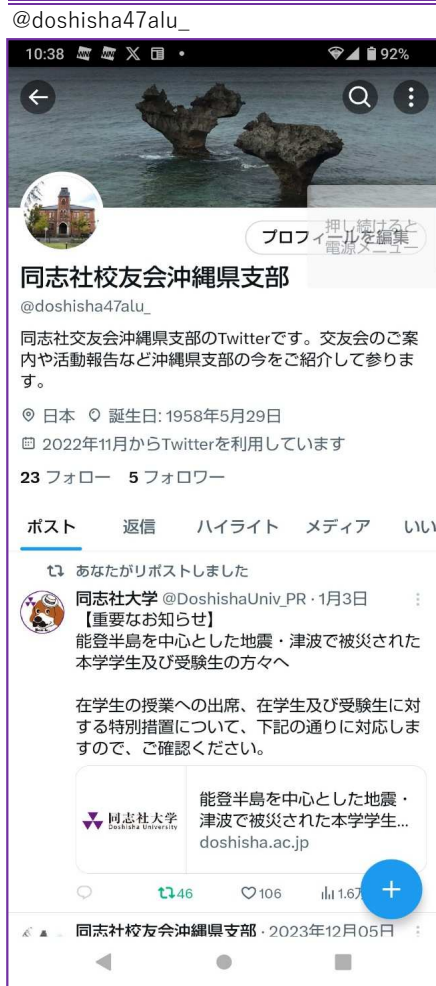 @doshisha47alu_
10:38
92%
押し続けると
プロフィールを編集
電源メニュー
同志社校友会沖縄県支部
@doshisha47alu_
同志社交友会沖縄県支部のTwitterです。交友会のご案
内や活動報告など沖縄県支部の今をご紹介して参りま
す。
日本 誕生日: 1958年5月29日
2022年11月からTwitterを利用しています
23 フォロー 5 フォロワー
ポスト 返信 ハイライト メディア いい
あなたがリポストしました
同志社大学 @DoshishaUniv_PR · 1月3日
【重要なお知らせ】
能登半島を中心とした地震・津波で被災された
本学学生及び受験生の方々へ
在学生の授業への出席、在学生及び受験生に対
する特別措置について、下記の通りに対応しま
すので、ご確認ください。
同志社大学
Doshisha University
能登半島を中心とした地震・
津波で被災された本学学生...
doshisha.ac.jp
46 106 1.6万
同志社校友会沖縄県支部 · 2023年12月05日